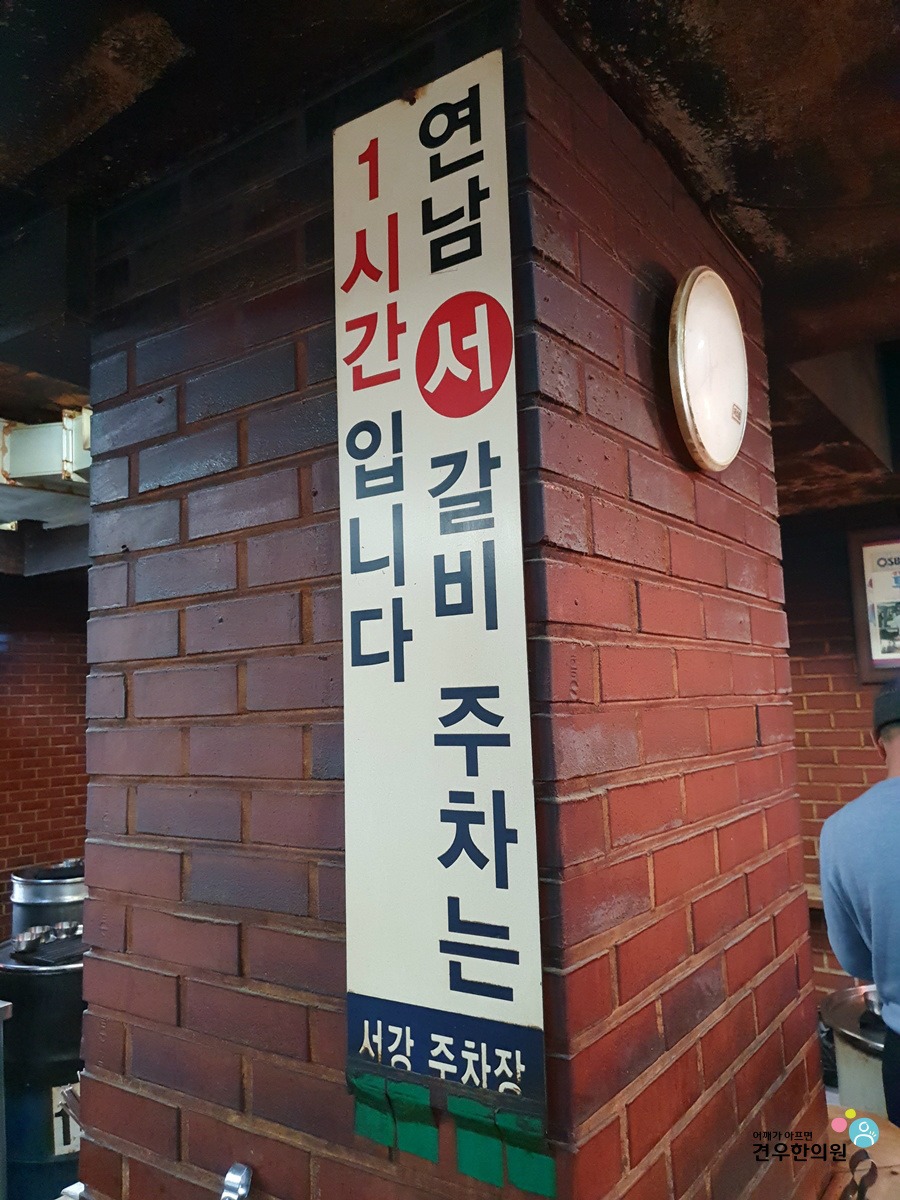 연남 서 갈비 주차는
1시간 입니다
서강 주차장
어깨가 아프면
견우한의원